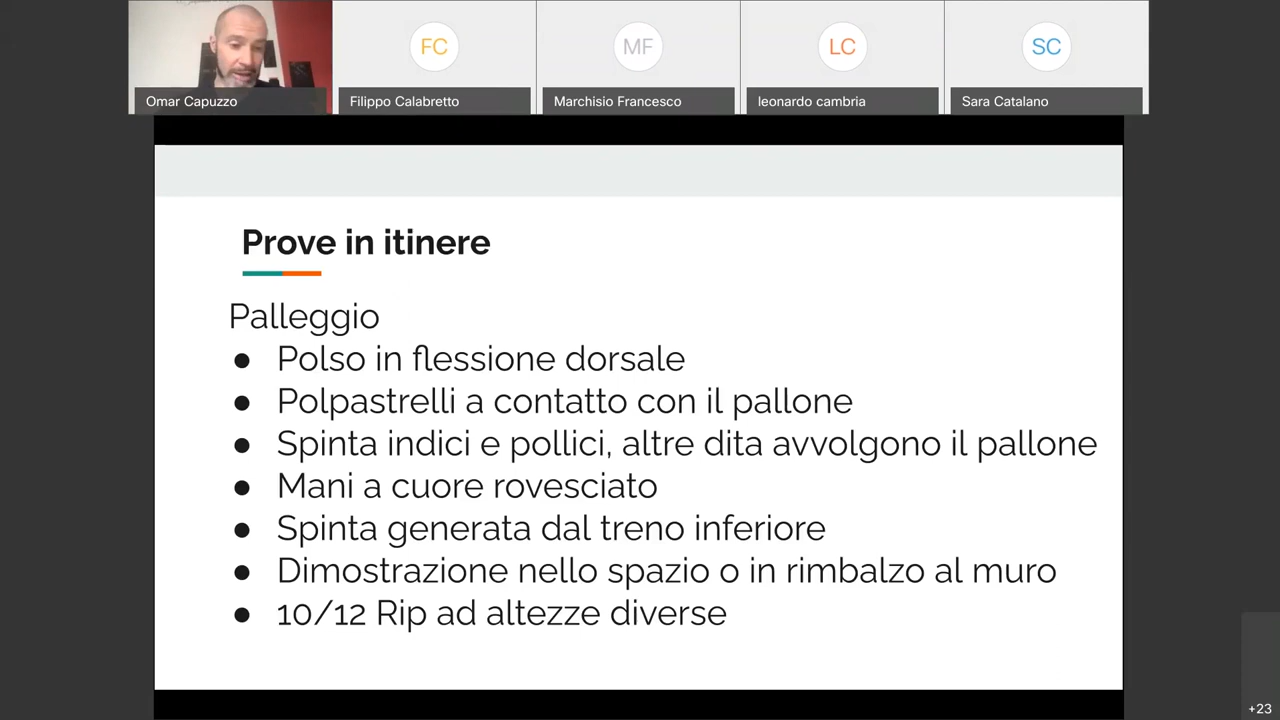 FC
MF
LC
SC
Omar Capuzzo
Filippo Calabretto
Marchisio Francesco
leonardo cambria
Sara Catalano
Prove in itinere
Palleggio
● Polso in flessione dorsale
● Polpastrelli a contatto con il pallone
● Spinta indici e pollici, altre dita avvolgono il pallone
● Mani a cuore rovesciato
● Spinta generata dal treno inferiore
● Dimostrazione nello spazio o in rimbalzo al muro
● 10/12 Rip ad altezze diverse
+23